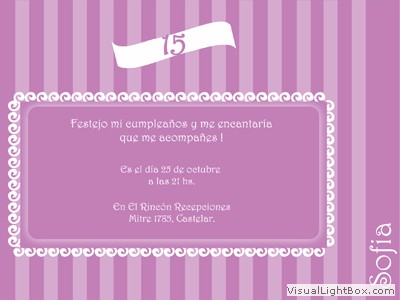 15
Festejo mi cumpleaños y me encantaría
que me acompañes !
Es el día 25 de octubre
a las 21 hs.
En El Rincón Recepciones
Mitre 1785, Castelar.
Sofia
VisualLightBox.com